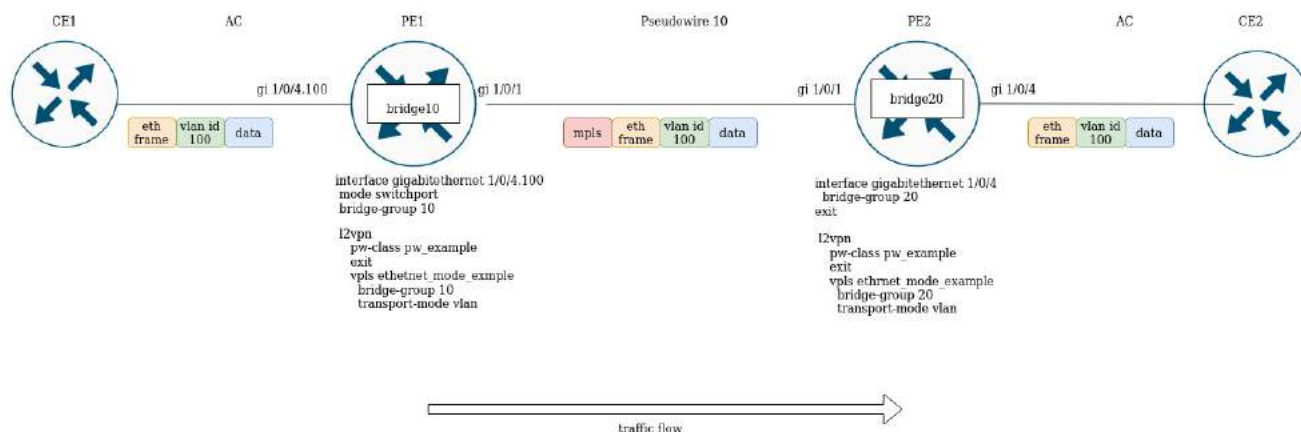 CE1
AC
PE1
Pseudowire 10
PE2
AC
CE2
gi 1/0/4.100
bridge10
gi 1/0/1
gi 1/0/1
bridge20
gi 1/0/4
eth frame
vlan id 100
data
mpls
eth frame
vlan id 100
data
eth frame
vlan id 100
data
interface gigabitethernet 1/0/4.100
mode switchport
bridge-group 10
l2vpn
pw-class pw_example
exit
vpls ethetnet_mode_exmple
bridge-group 10
transport-mode vlan
interface gigabitethernet 1/0/4
bridge-group 20
exit
l2vpn
pw-class pw_example
exit
vpls ethrnet_mode_example
bridge-group 20
transport-mode vlan
traffic flow